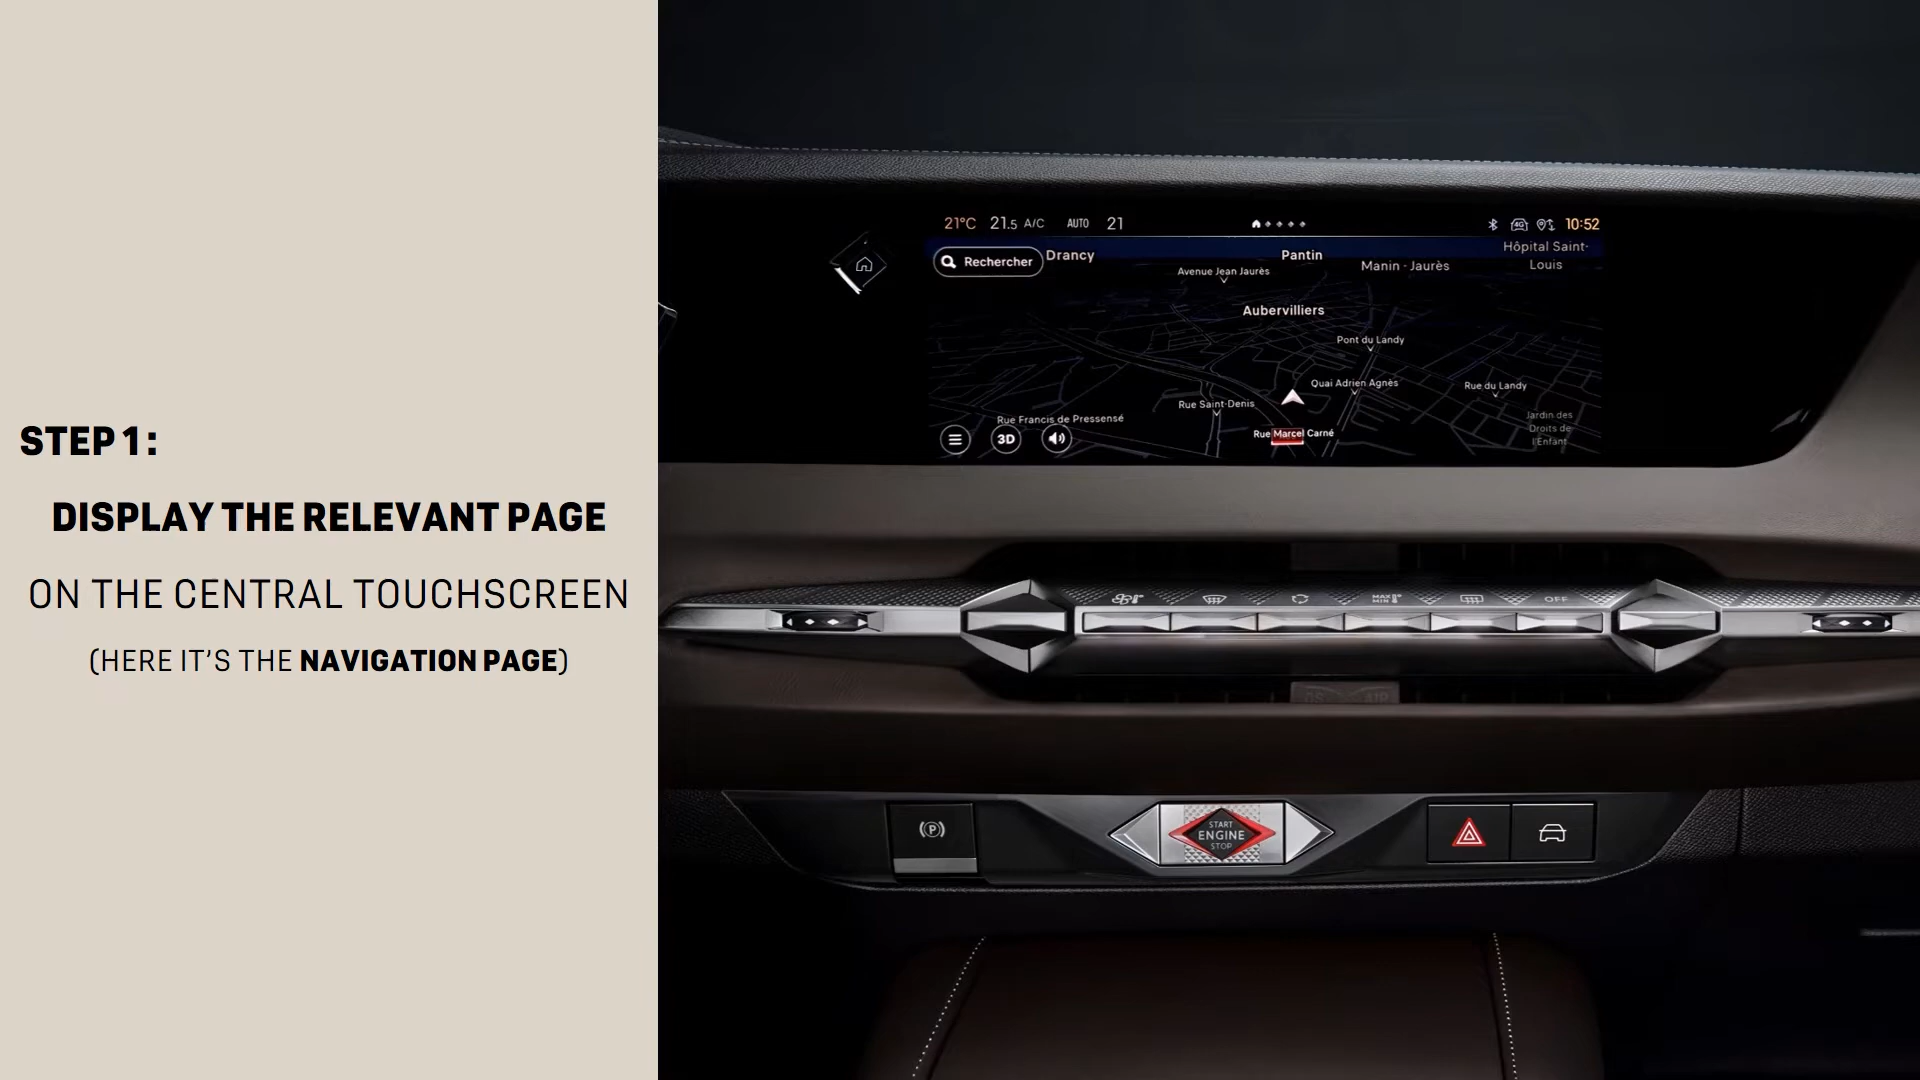 STEP 1 :
DISPLAY THE RELEVANT PAGE
ON THE CENTRAL TOUCHSCREEN
(HERE IT'S THE NAVIGATION PAGE)
21°C 21.5 A/C AUTO 21
4G
10:52
Rechercher
Drancy
Pantin
Hôpital Saint-
Louis
Avenue Jean Jaurès
Manin - Jaurès
Aubervilliers
Pont du Landy
Quai Adrien Agnès
Rue du Landy
Rue Saint-Denis
Rue Francis de Pressensé
Jardin des
Droits de
l'Enfant
3D
Rue Marcel Carné
MAX
MIN
OFF
P
START
ENGINE
STOP